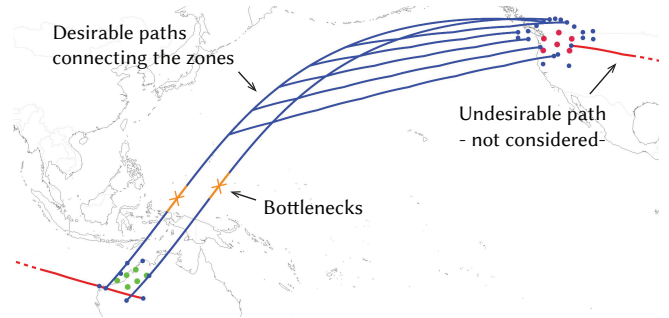 Desirable paths
connecting the zones
Undesirable path
- not considered-
Bottlenecks